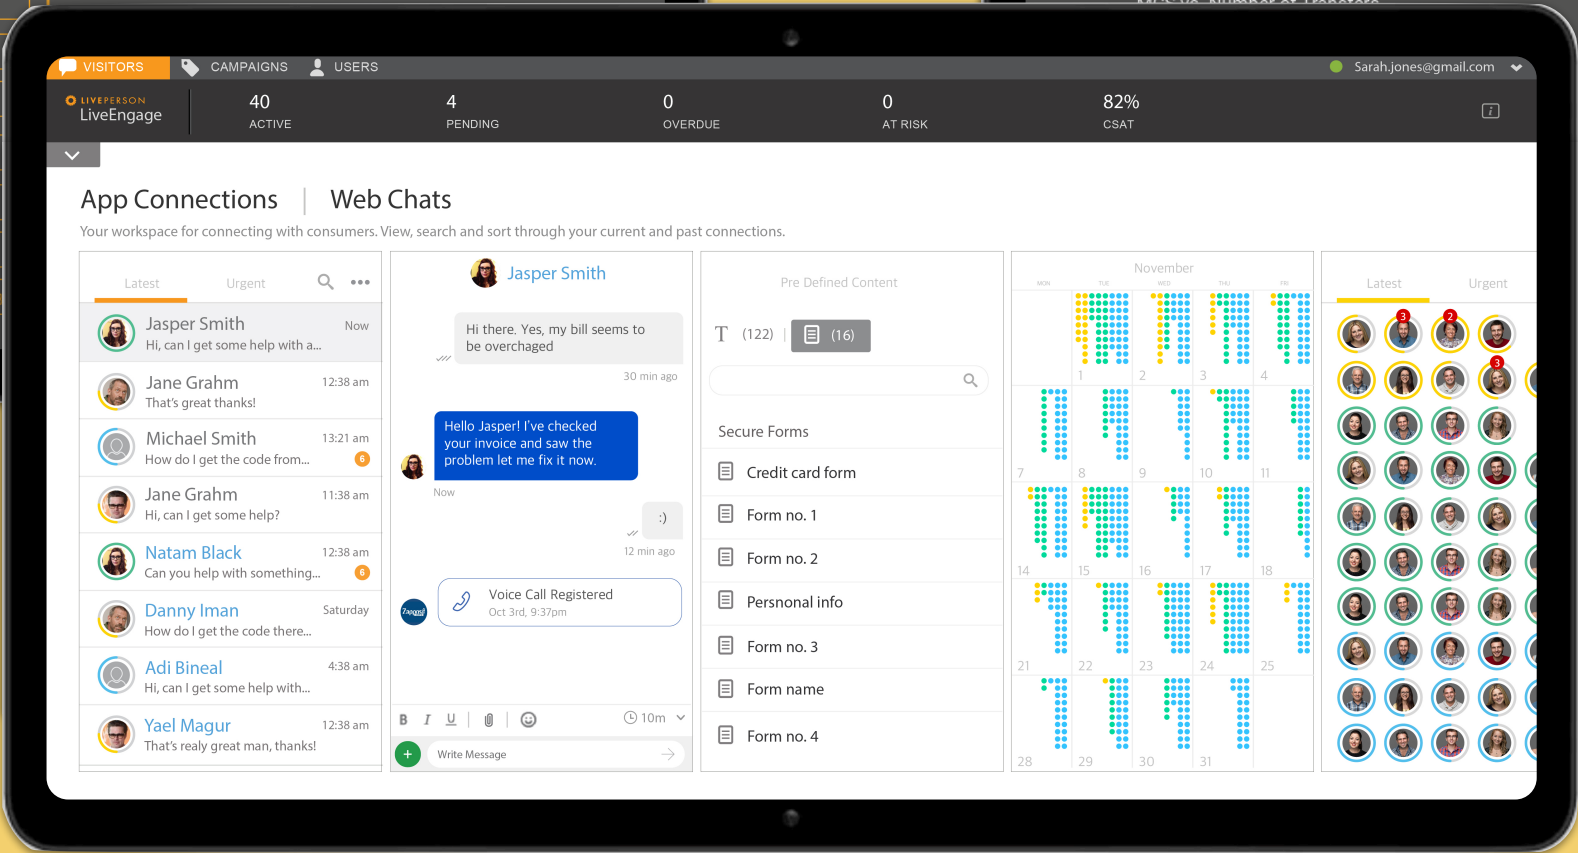 VISITORS
CAMPAIGNS
USERS
Sarah.jones@gmail.com
LIVEPERSON
LiveEngage
40
ACTIVE
4
PENDING
0
OVERDUE
0
AT RISK
82%
CSAT
i
App Connections | Web Chats
Your workspace for connecting with consumers. View, search and sort through your current and past connections.
Latest
Urgent
Jasper Smith
Now
Hi, can I get some help with a...
Jane Grahm
12:38 am
That's great thanks!
Michael Smith
13:21 am
How do I get the code from...
6
Jane Grahm
11:38 am
Hi, can I get some help?
Natam Black
12:38 am
Can you help with something...
6
Danny Iman
Saturday
How do I get the code there...
Adi Bineal
4:38 am
Hi, can I get some help with...
Yael Magur
12:38 am
That's realy great man, thanks!
Jasper Smith
Hi there. Yes, my bill seems to
be overchaged
30 min ago
Hello Jasper! I've checked
your invoice and saw the
problem let me fix it now.
Now
:)
12 min ago
Zappos
Voice Call Registered
Oct 3rd, 9:37pm
B I U
10m
+
Write Message
Pre Defined Content
T (122) | (16)
Secure Forms
Credit card form
Form no. 1
Form no. 2
Persnonal info
Form no. 3
Form name
Form no. 4
November
MON TUE WED THU FRI
1 2 3 4
7 8 9 10 11
14 15 16 17 18
21 22 23 24 25
28 29 30 31
Latest
Urgent
3
2
3